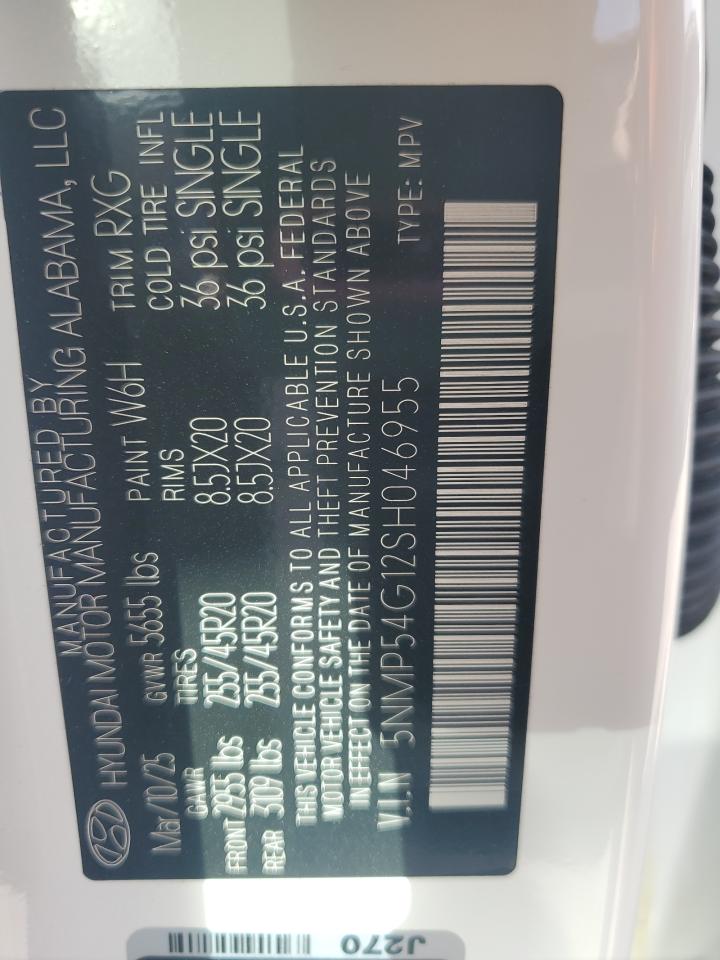 MANUFACTURED BY
HYUNDAI MOTOR MANUFACTURING ALABAMA, LLC
Mar/10/25 GVWR 5655 lbs PAINT W6H TRIM RXG
GAWR TIRES RIMS COLD TIRE INFL
FRONT 2955 lbs 255/45R20 8.5JX20 36 psi SINGLE
REAR 3109 lbs 255/45R20 8.5JX20 36 psi SINGLE
THIS VEHICLE CONFORMS TO ALL APPLICABLE U.S.A. FEDERAL
MOTOR VEHICLE SAFETY AND THEFT PREVENTION STANDARDS
IN EFFECT ON THE DATE OF MANUFACTURE SHOWN ABOVE
V.I.N 5NMP54G12SH046955 TYPE: MPV
J270